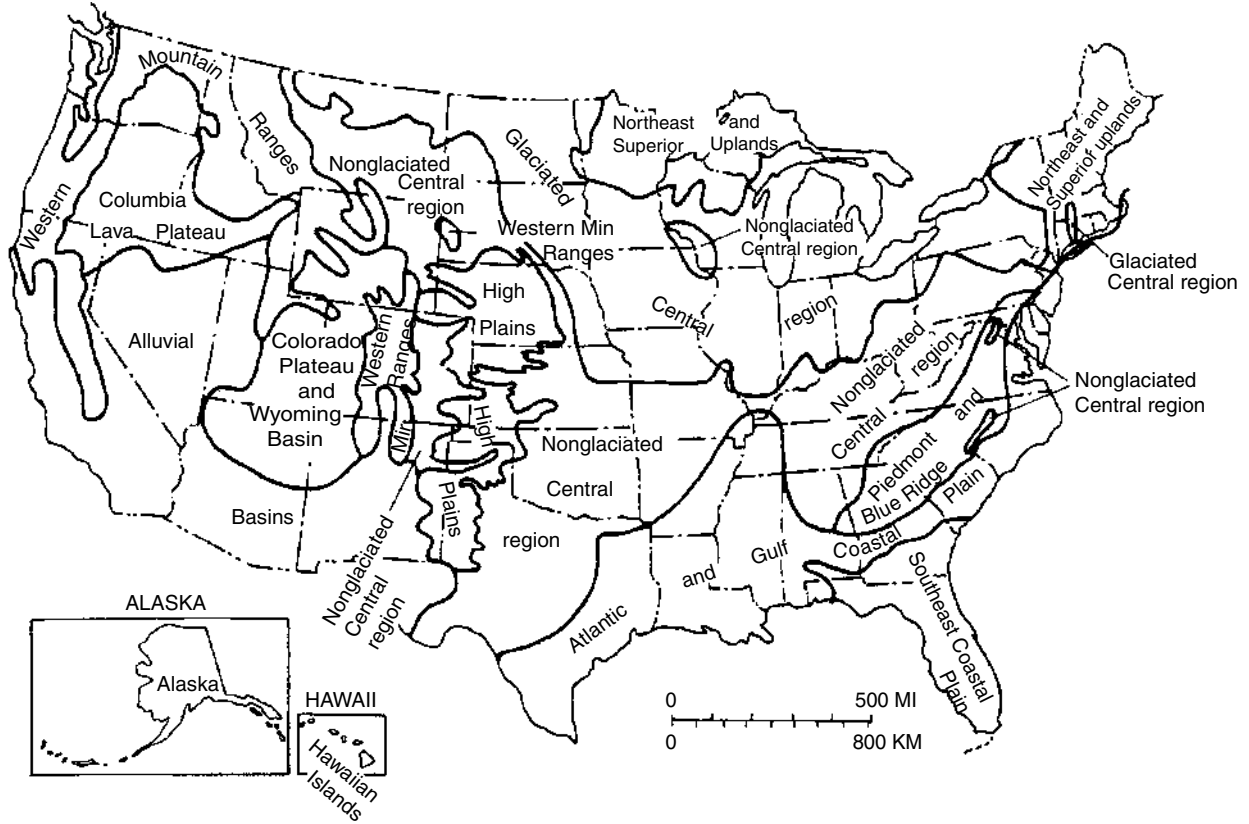 Mountain
Ranges
Northeast
Superior
and
Uplands
Northeast and
Superior uplands
Glaciated
Nonglaciated
Central
region
Columbia
Lava Plateau
Western
Western Min
Ranges
Nonglaciated
Central region
Glaciated
Central region
High
Plains
Central
region
Alluvial
Colorado
Plateau
and
Wyoming
Basin
Western
Ranges
Min
High
Nonglaciated
region
Central
Nonglaciated
Central region
Nonglaciated
Central
region
Piedmont and
Blue Ridge
Plain
Basins
Plains
Nonglaciated
Central
region
Gulf
Coastal
and
Atlantic
Southeast Coastal
Plain
ALASKA
Alaska
HAWAII
Hawaiian
Islands
0 500 MI
0 800 KM